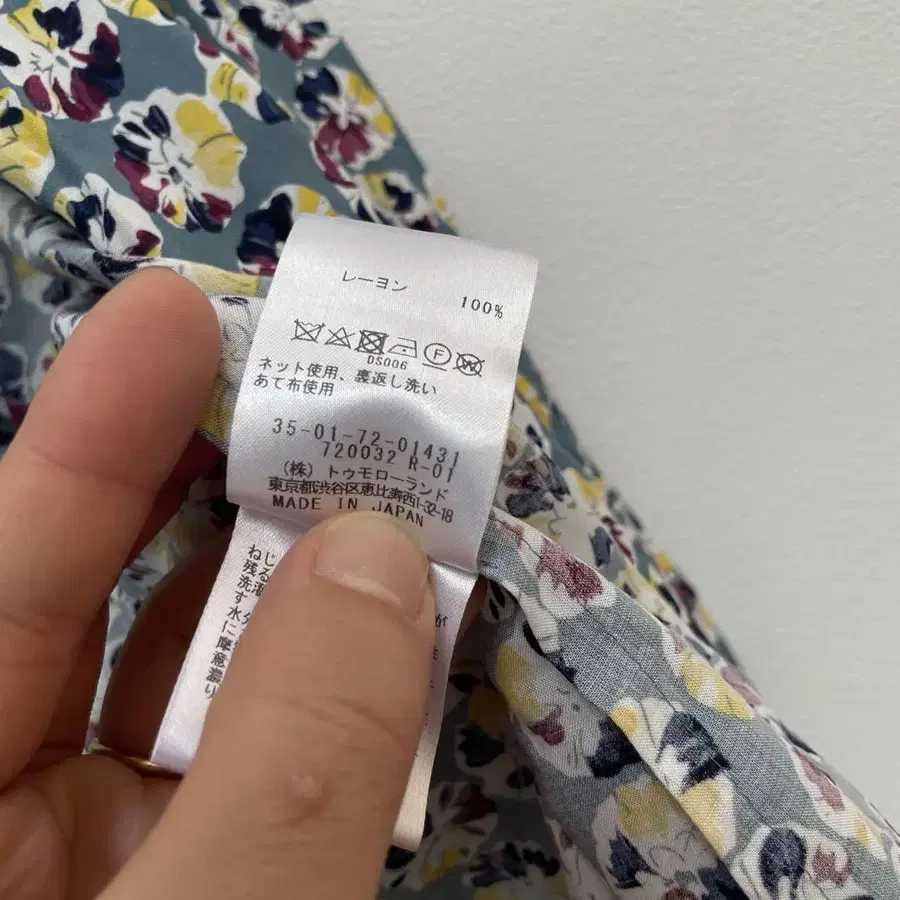 レーヨン
100%
DS006
ネット使用、裏返し洗い
あて布使用
35-01-72-01431
720032 R-01
(株) トゥモローランド
東京都渋谷区恵比寿西1-32-18
MADE IN JAPAN